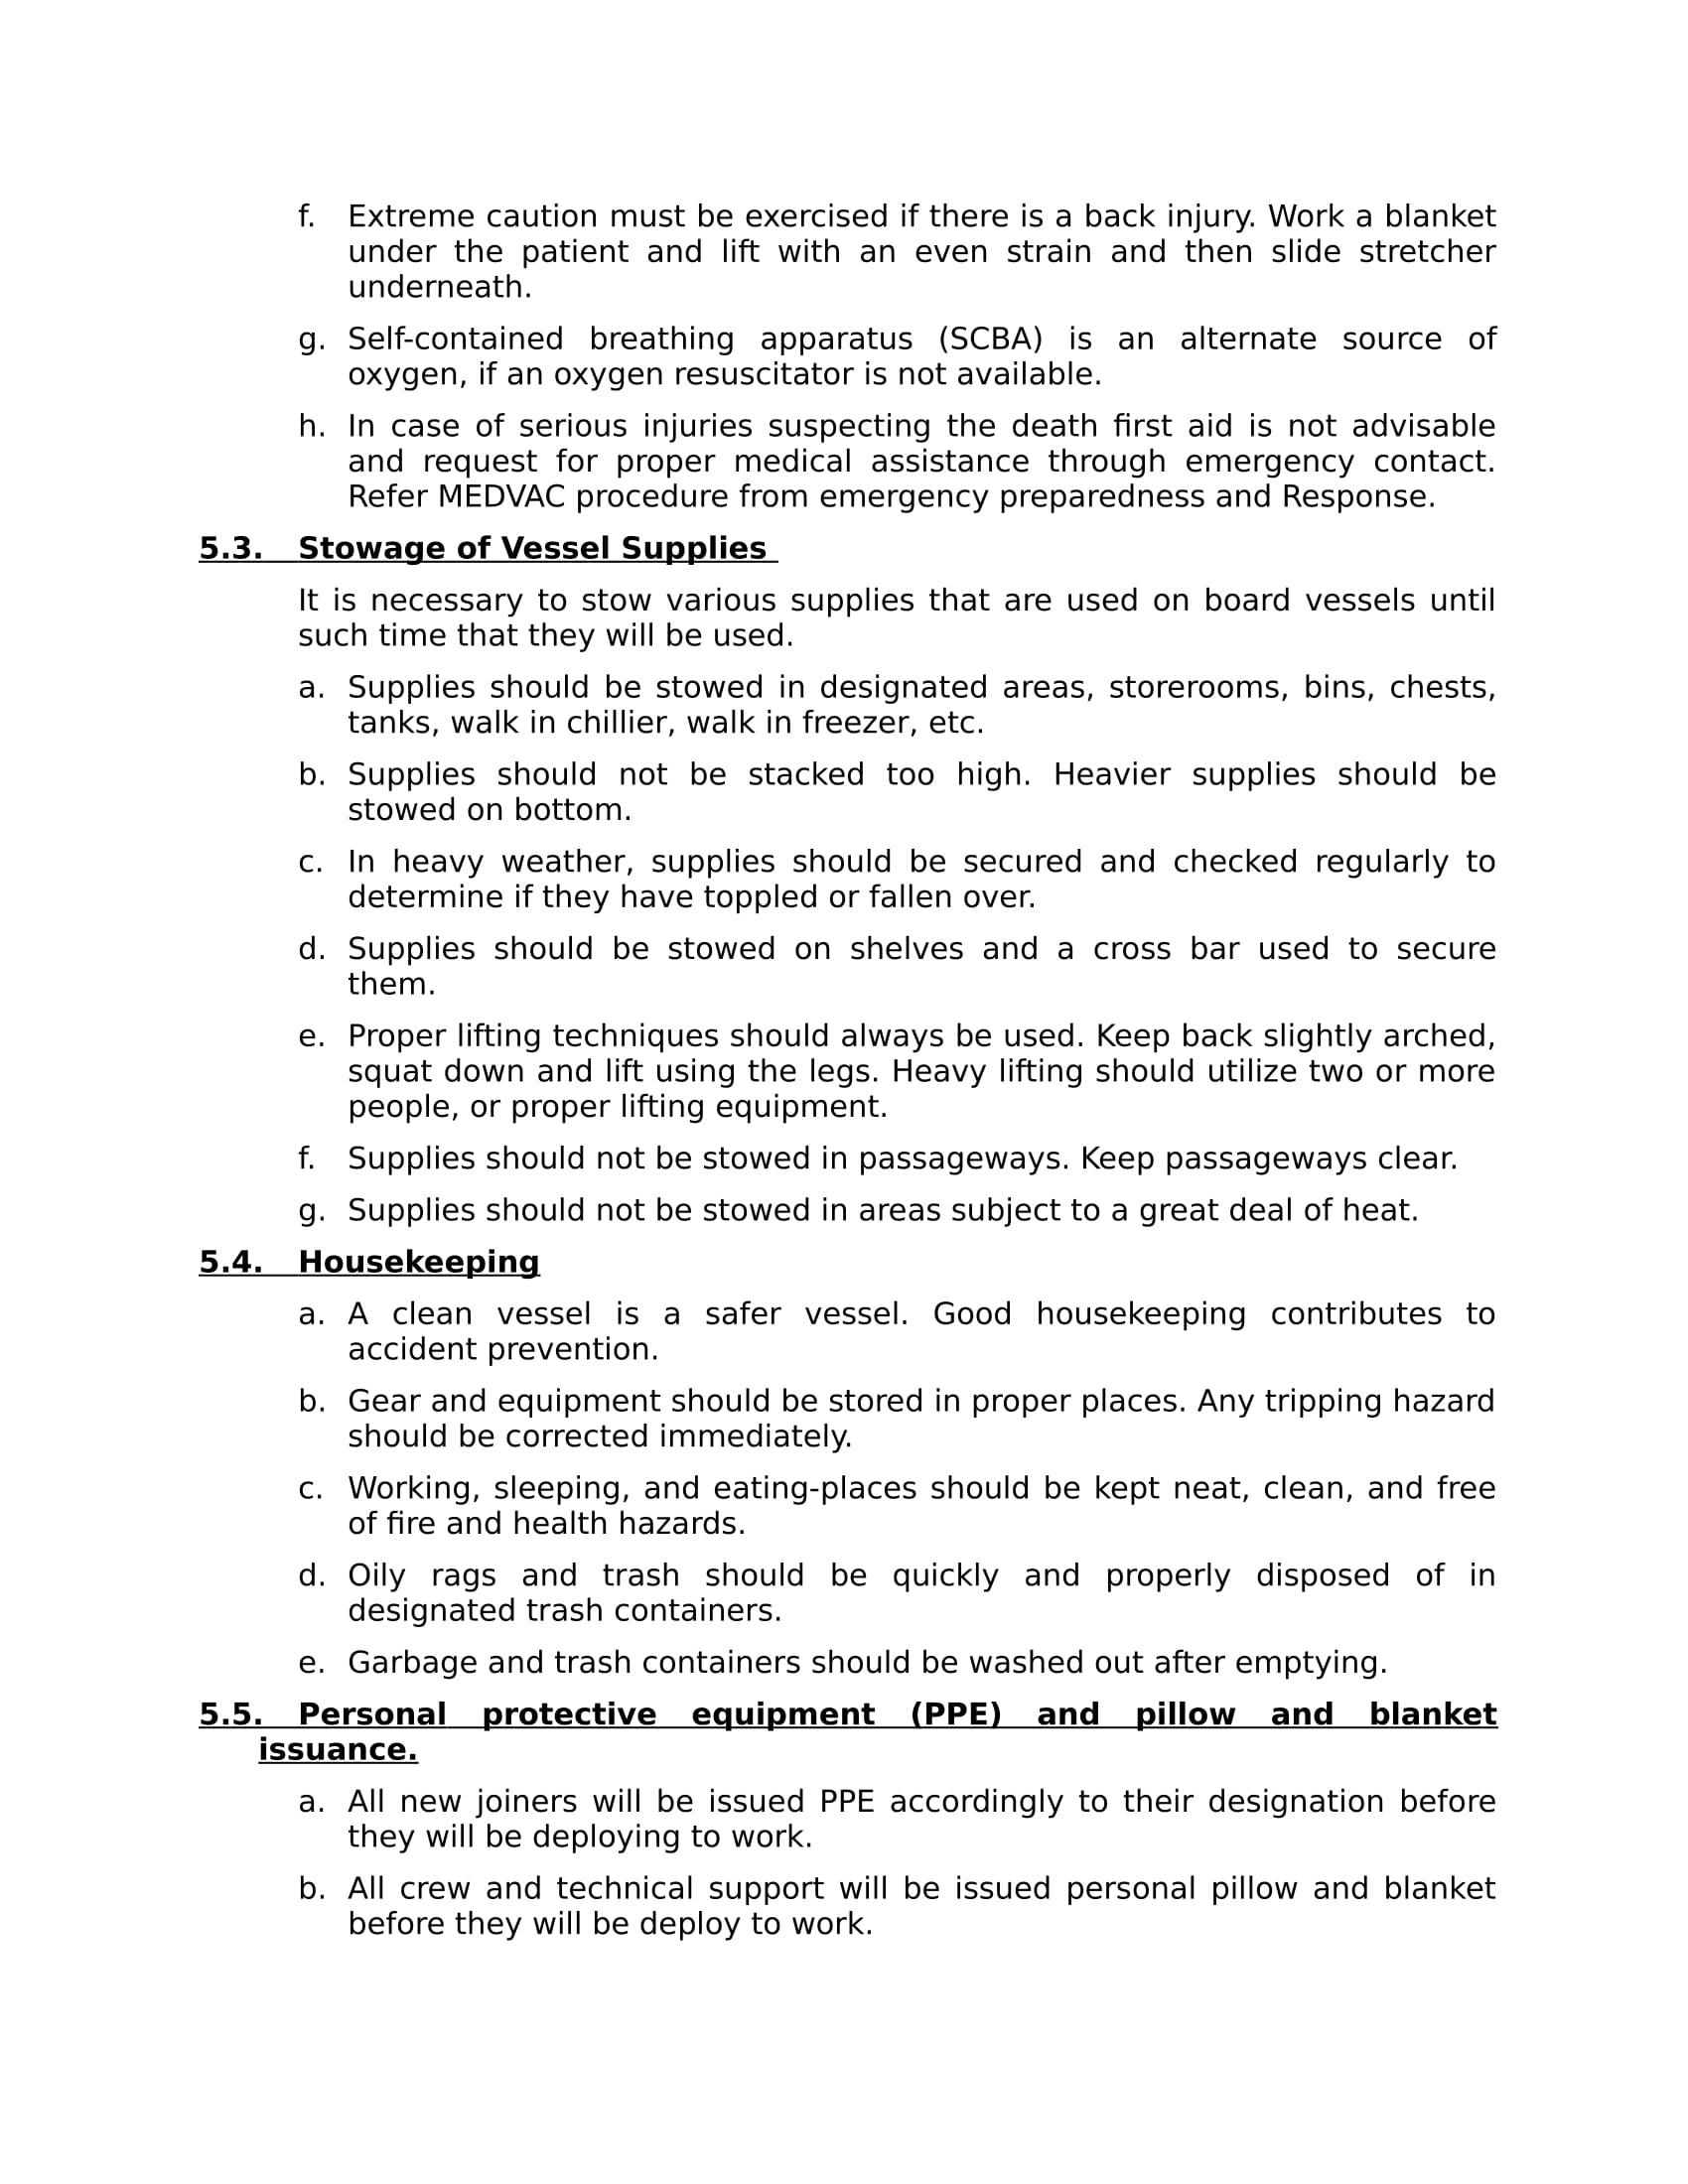 f. Extreme caution must be exercised if there is a back injury. Work a blanket
under the patient and lift with an even strain and then slide stretcher
underneath.
g. Self-contained breathing apparatus (SCBA) is an alternate source of
oxygen, if an oxygen resuscitator is not available.
h. In case of serious injuries suspecting the death first aid is not advisable
and request for proper medical assistance through emergency contact.
Refer MEDVAC procedure from emergency preparedness and Response.
5.3. Stowage of Vessel Supplies
It is necessary to stow various supplies that are used on board vessels until
such time that they will be used.
a. Supplies should be stowed in designated areas, storerooms, bins, chests,
tanks, walk in chillier, walk in freezer, etc.
b. Supplies should not be stacked too high. Heavier supplies should be
stowed on bottom.
c. In heavy weather, supplies should be secured and checked regularly to
determine if they have toppled or fallen over.
d. Supplies should be stowed on shelves and a cross bar used to secure
them.
e. Proper lifting techniques should always be used. Keep back slightly arched,
squat down and lift using the legs. Heavy lifting should utilize two or more
people, or proper lifting equipment.
f. Supplies should not be stowed in passageways. Keep passageways clear.
g. Supplies should not be stowed in areas subject to a great deal of heat.
5.4. Housekeeping
a. A clean vessel is a safer vessel. Good housekeeping contributes to
accident prevention.
b. Gear and equipment should be stored in proper places. Any tripping hazard
should be corrected immediately.
c. Working, sleeping, and eating-places should be kept neat, clean, and free
of fire and health hazards.
d. Oily rags and trash should be quickly and properly disposed of in
designated trash containers.
e. Garbage and trash containers should be washed out after emptying.
5.5. Personal protective equipment (PPE) and pillow and blanket
issuance.
a. All new joiners will be issued PPE accordingly to their designation before
they will be deploying to work.
b. All crew and technical support will be issued personal pillow and blanket
before they will be deploy to work.